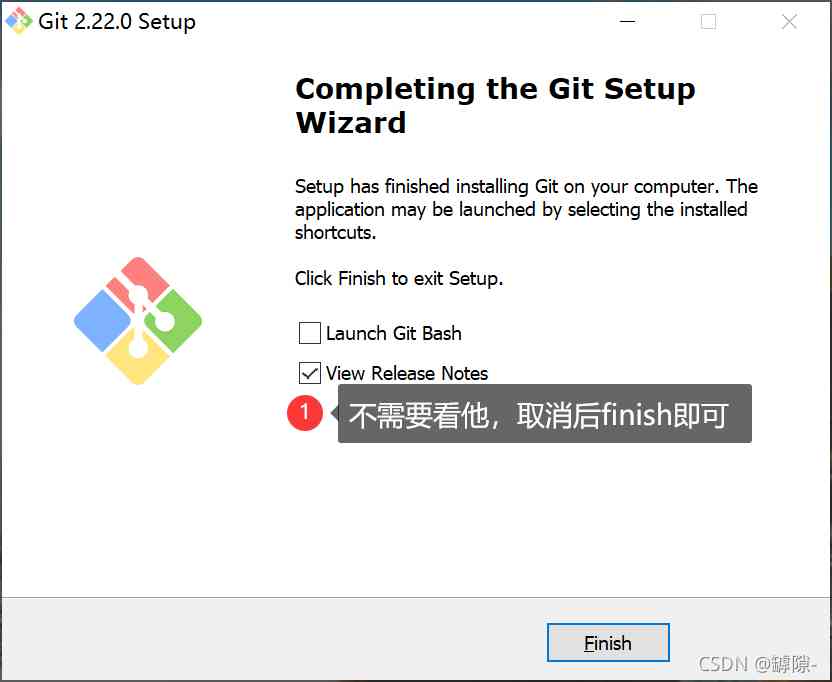 Git 2.22.0 Setup
Completing the Git Setup
Wizard
Setup has finished installing Git on your computer. The
application may be launched by selecting the installed
shortcuts.
Click Finish to exit Setup.
Launch Git Bash
View Release Notes
1
不需要看他，取消后finish即可
Finish
CSDN @罅隙-